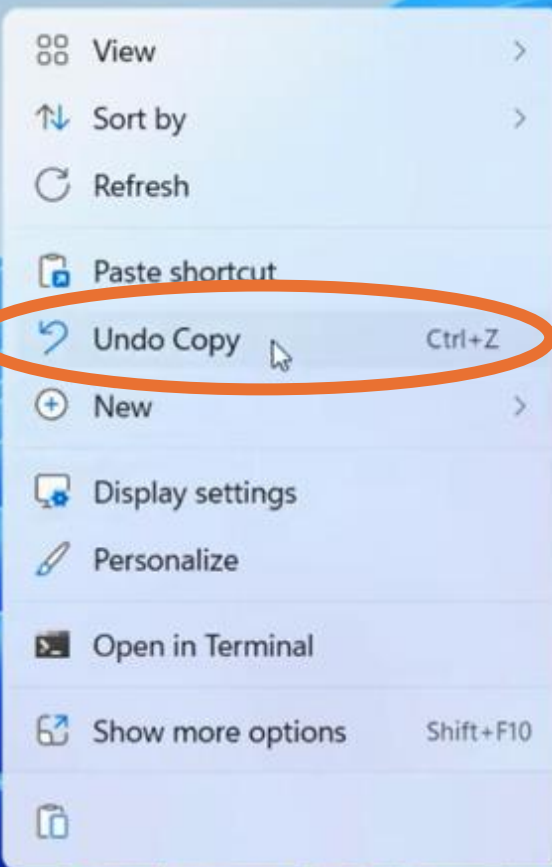 View
Sort by
Refresh
Paste shortcut
Undo Copy Ctrl+Z
New
Display settings
Personalize
Open in Terminal
Show more options Shift+F10